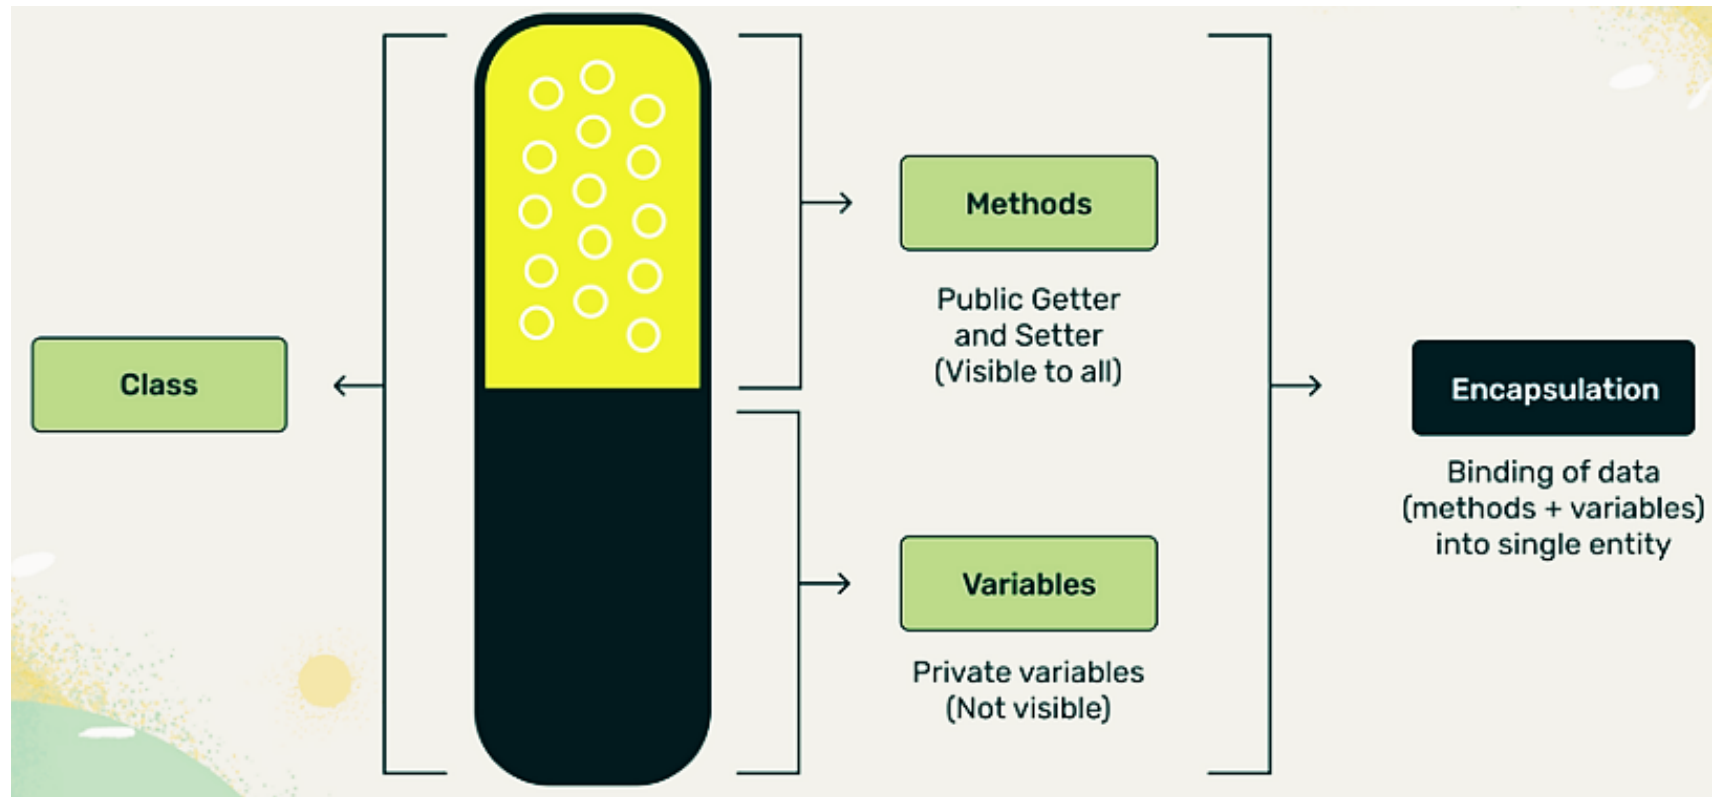 Class
Methods
Public Getter
and Setter
(Visible to all)
Variables
Private variables
(Not visible)
Encapsulation
Binding of data
(methods + variables)
into single entity